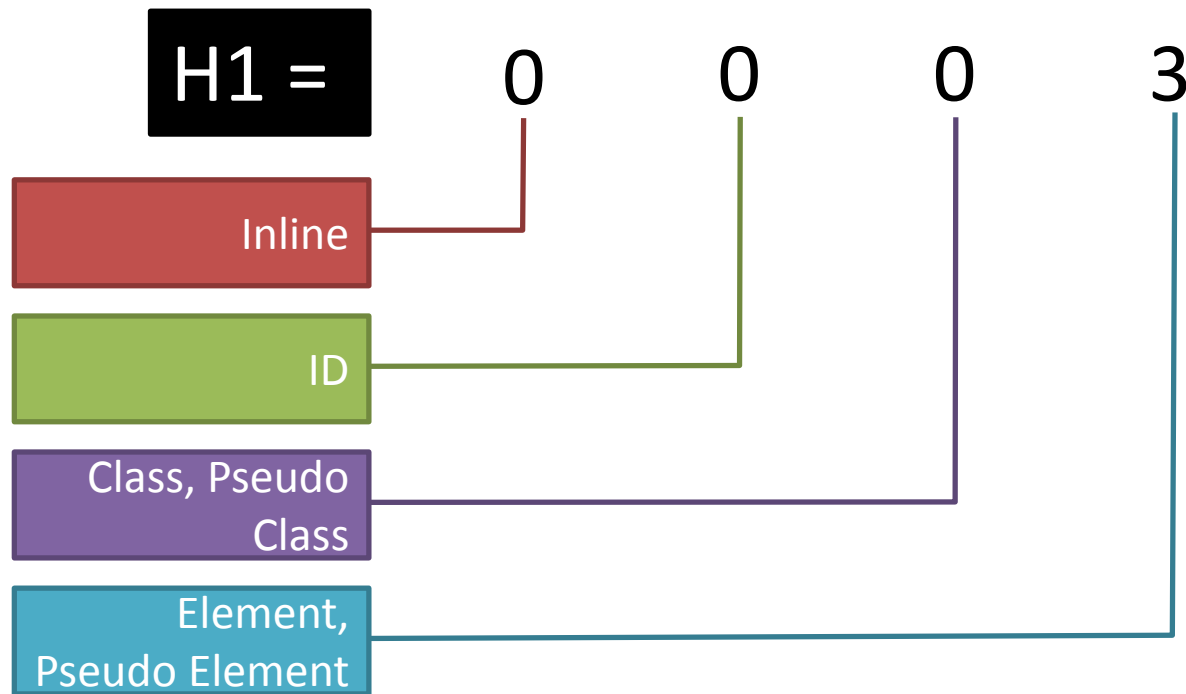 H1 = 0 0 0 3
Inline
ID
Class, Pseudo
Class
Element,
Pseudo Element